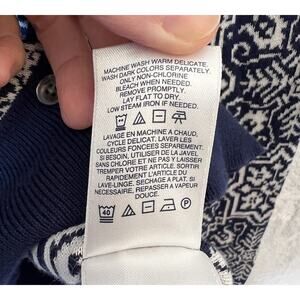 MACHINE WASH WARM DELICATE.
WASH DARK COLORS SEPARATELY.
ONLY NON-CHLORINE
BLEACH WHEN NEEDED.
REMOVE PROMPTLY.
LAY FLAT TO DRY.
LOW STEAM IRON IF NEEDED.
LAVAGE EN MACHINE A CHAUD,
CYCLE DELICAT. LAVER LES
COULEURS FONCEES SEPAREMENT.
SI BESOIN, UTILISER DE LA JAVEL
SANS CHLORE ET NE PAS Y LAISSER
TREMPER VOTRE ARTICLE. SORTIR
RAPIDEMENT L'ARTICLE DU
LAVE-LINGE. SECHAGE A PLAT. SI
NECESSAIRE, REPASSER A VAPEUR
DOUCE.
40 P